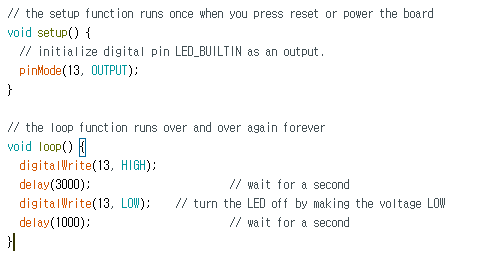 // the setup function runs once when you press reset or power the board
void setup() {
  // initialize digital pin LED_BUILTIN as an output.
  pinMode(13, OUTPUT);
}

// the loop function runs over and over again forever
void loop() {
  digitalWrite(13, HIGH);
  delay(3000);                       // wait for a second
  digitalWrite(13, LOW);    // turn the LED off by making the voltage LOW
  delay(1000);                       // wait for a second
}